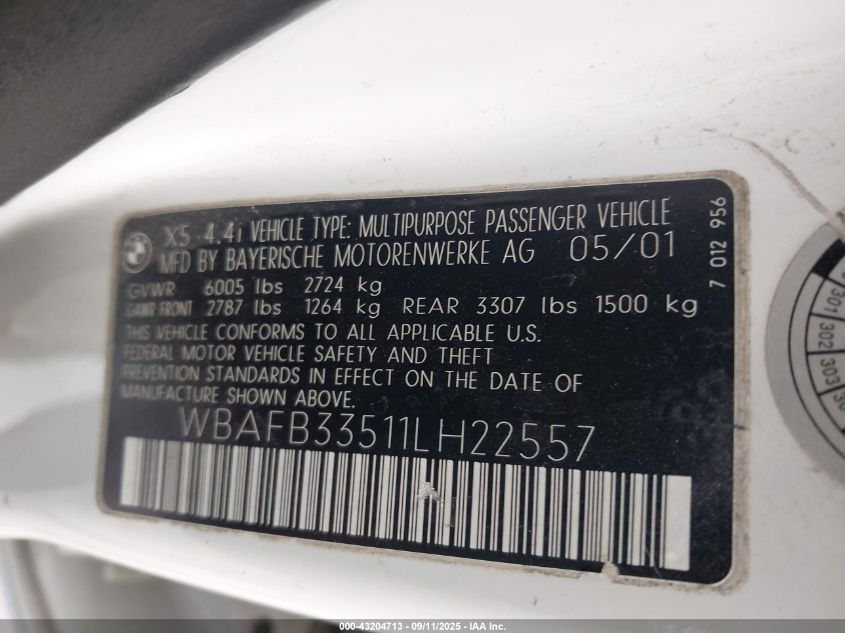 BMW
X5 4.4i VEHICLE TYPE: MULTIPURPOSE PASSENGER VEHICLE
MFD BY BAYERISCHE MOTORENWERKE AG 05/01
GVWR 6005 lbs 2724 kg
GAWR FRONT 2787 lbs 1264 kg REAR 3307 lbs 1500 kg
THIS VEHICLE CONFORMS TO ALL APPLICABLE U.S.
FEDERAL MOTOR VEHICLE SAFETY AND THEFT
PREVENTION STANDARDS IN EFFECT ON THE DATE OF
MANUFACTURE SHOWN ABOVE.
WBAFB33511LH22557
7 012 956
301 302 303
000-43204713 - 09/11/2025 - IAA Inc.